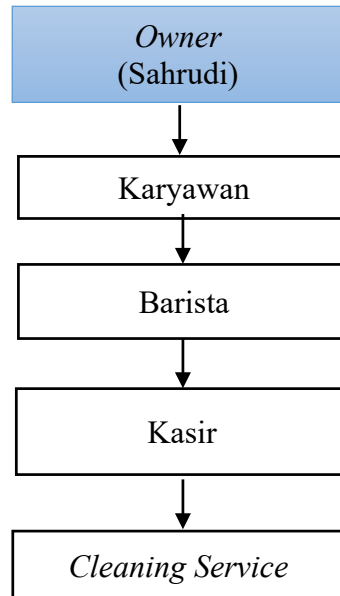 Owner
(Sahrudi)
Karyawan
Barista
Kasir
Cleaning Service